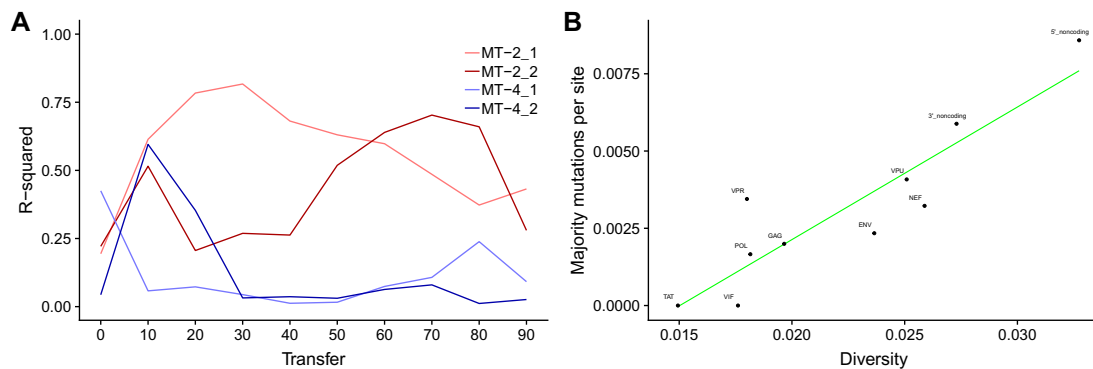 A
1.00
0.75
0.50
0.25
0.00
R−squared
0 10 20 30 40 50 60 70 80 90
Transfer
MT−2_1
MT−2_2
MT−4_1
MT−4_2
B
0.0075
0.0050
0.0025
0.0000
Majority mutations per site
0.015 0.020 0.025 0.030
Diversity
5'_noncoding
3'_noncoding
VPU
VPR
NEF
ENV
GAG
POL
TAT
VIF